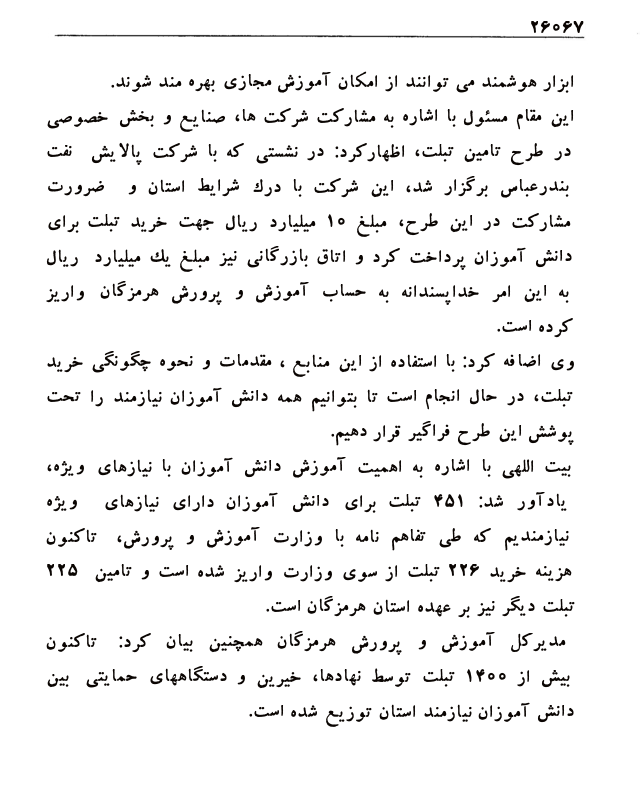 ۲۶۰۶۷
ابزار هوشمند می توانند از امکان آموزش مجازی بهره مند شوند.
این مقام مسئول با اشاره به مشارکت شرکت ها، صنایع و بخش خصوصی
در طرح تامین تبلت، اظهارکرد: در نشستی که با شرکت پالایش نفت
بندرعباس برگزار شد، این شرکت با درك شرایط استان و ضرورت
مشارکت در این طرح، مبلغ ۱۵ میلیارد ریال جهت خرید تبلت برای
دانش آموزان پرداخت کرد و اتاق بازرگانی نیز مبلغ یك میلیارد ریال
به این امر خداپسندانه به حساب آموزش و پرورش هرمزگان واریز
کرده است.
وی اضافه کرد: با استفاده از این منابع ، مقدمات و نحوه چگونگی خرید
تبلت، در حال انجام است تا بتوانیم همه دانش آموزان نیازمند را تحت
پوشش این طرح فراگیر قرار دهیم.
بیت اللهی با اشاره به اهمیت آموزش دانش آموزان با نیازهای ویژه،
یادآور شد: ۴۵۱ تبلت برای دانش آموزان دارای نیازهای ویژه
نیازمندیم که طی تفاهم نامه با وزارت آموزش و پرورش، تاکنون
هزینه خرید ۲۲۶ تبلت از سوی وزارت واریز شده است و تامین ۲۲۵
تبلت دیگر نیز بر عهده استان هرمزگان است.
مدیرکل آموزش و پرورش هرمزگان همچنین بیان کرد: تاکنون
بیش از ۱۴۰۰ تبلت توسط نهادها، خیرین و دستگاههای حمایتی بین
دانش آموزان نیازمند استان توزیع شده است.